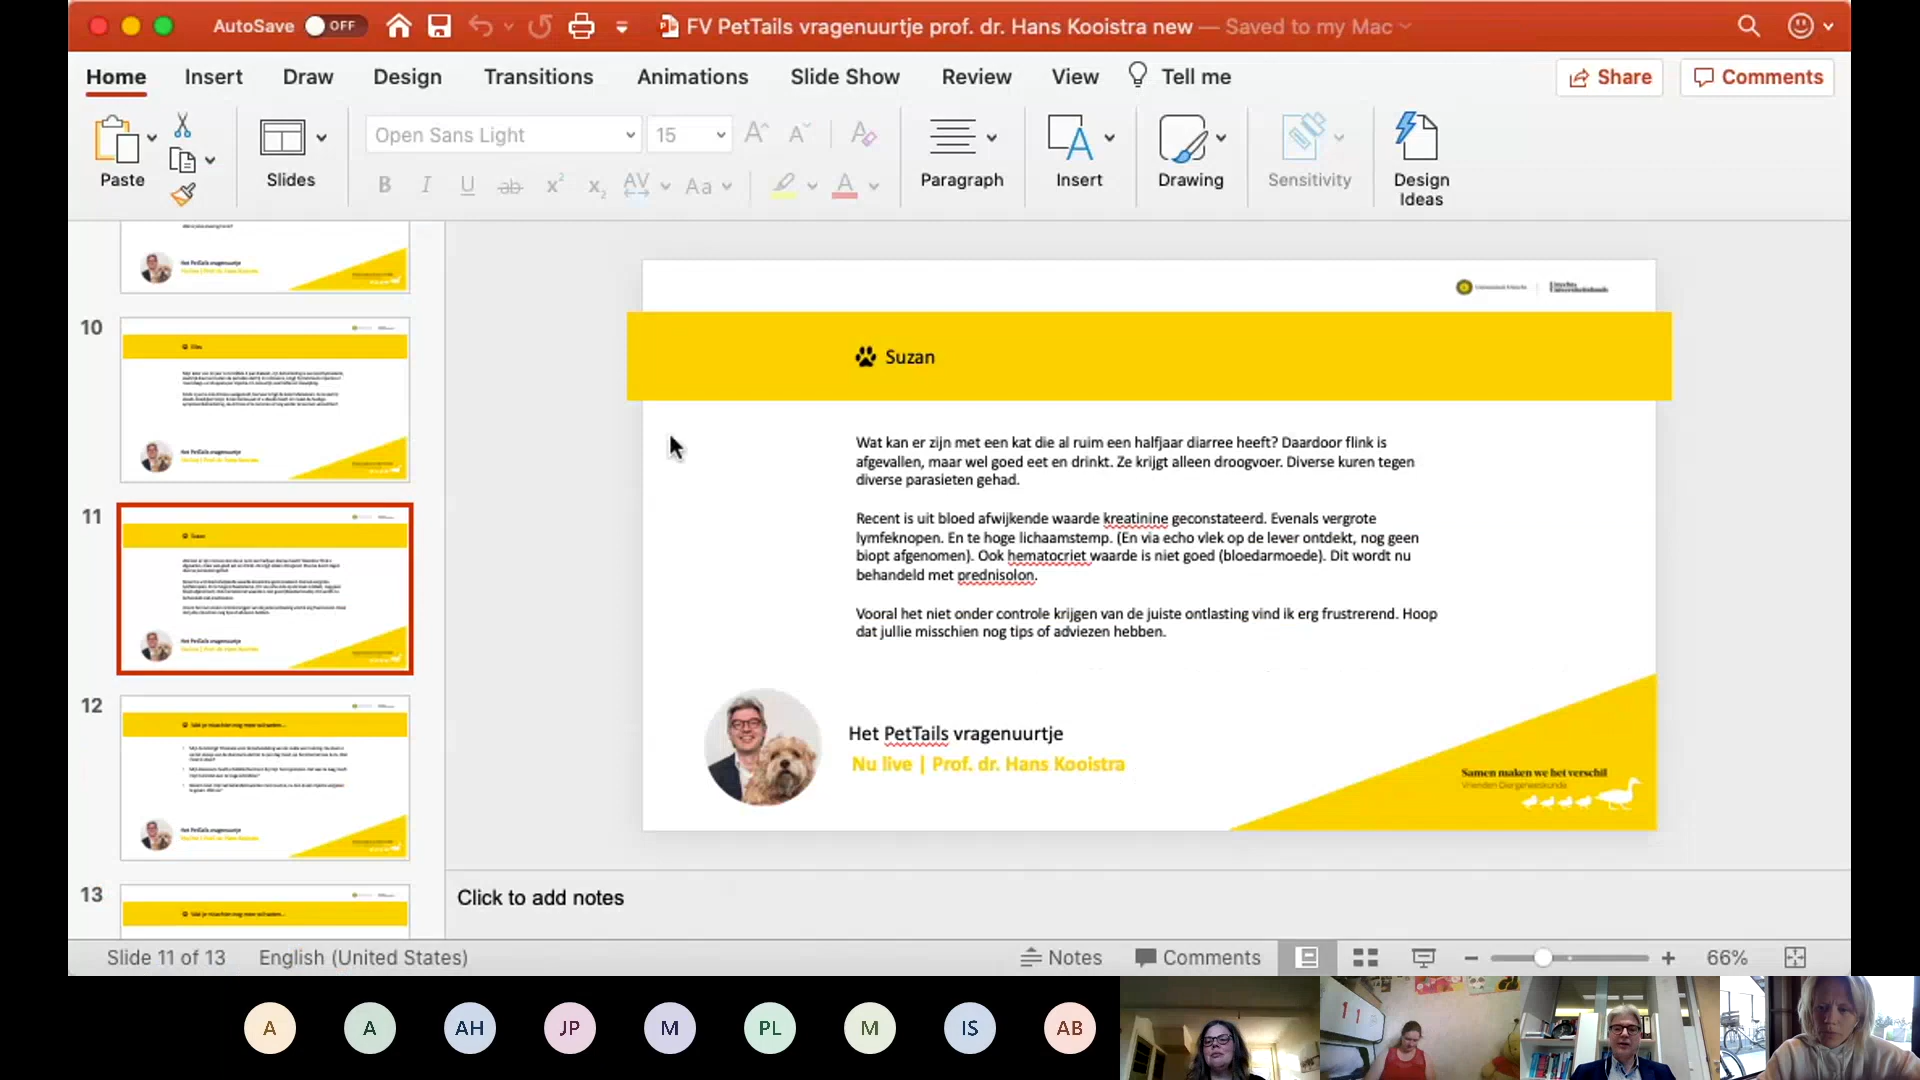 AutoSave OFF
FV PetTails vragenuurtje prof. dr. Hans Kooistra new — Saved to my Mac
Home Insert Draw Design Transitions Animations Slide Show Review View Tell me Share Comments
Open Sans Light 15
Paste Slides Paragraph Insert Drawing Sensitivity Design
Ideas
10
11
12
13
Suzan
Wat kan er zijn met een kat die al ruim een halfjaar diarree heeft? Daardoor flink is
afgevallen, maar wel goed eet en drinkt. Ze krijgt alleen droogvoer. Diverse kuren tegen
diverse parasieten gehad.
Recent is uit bloed afwijkende waarde kreatinine geconstateerd. Evenals vergrote
lymfeknopen. En te hoge lichaamstemp. (En via echo vlek op de lever ontdekt, nog geen
biopt afgenomen). Ook hematocriet waarde is niet goed (bloedarmoede). Dit wordt nu
behandeld met prednisolon.
Vooral het niet onder controle krijgen van de juiste ontlasting vind ik erg frustrerend. Hoop
dat jullie misschien nog tips of adviezen hebben.
Het PetTails vragenuurtje
Nu live | Prof. dr. Hans Kooistra
Samen maken we het verschil
Vrienden Diergeneeskunde
Click to add notes
Slide 11 of 13 English (United States) Notes Comments 66%
A A AH JP M PL M IS AB